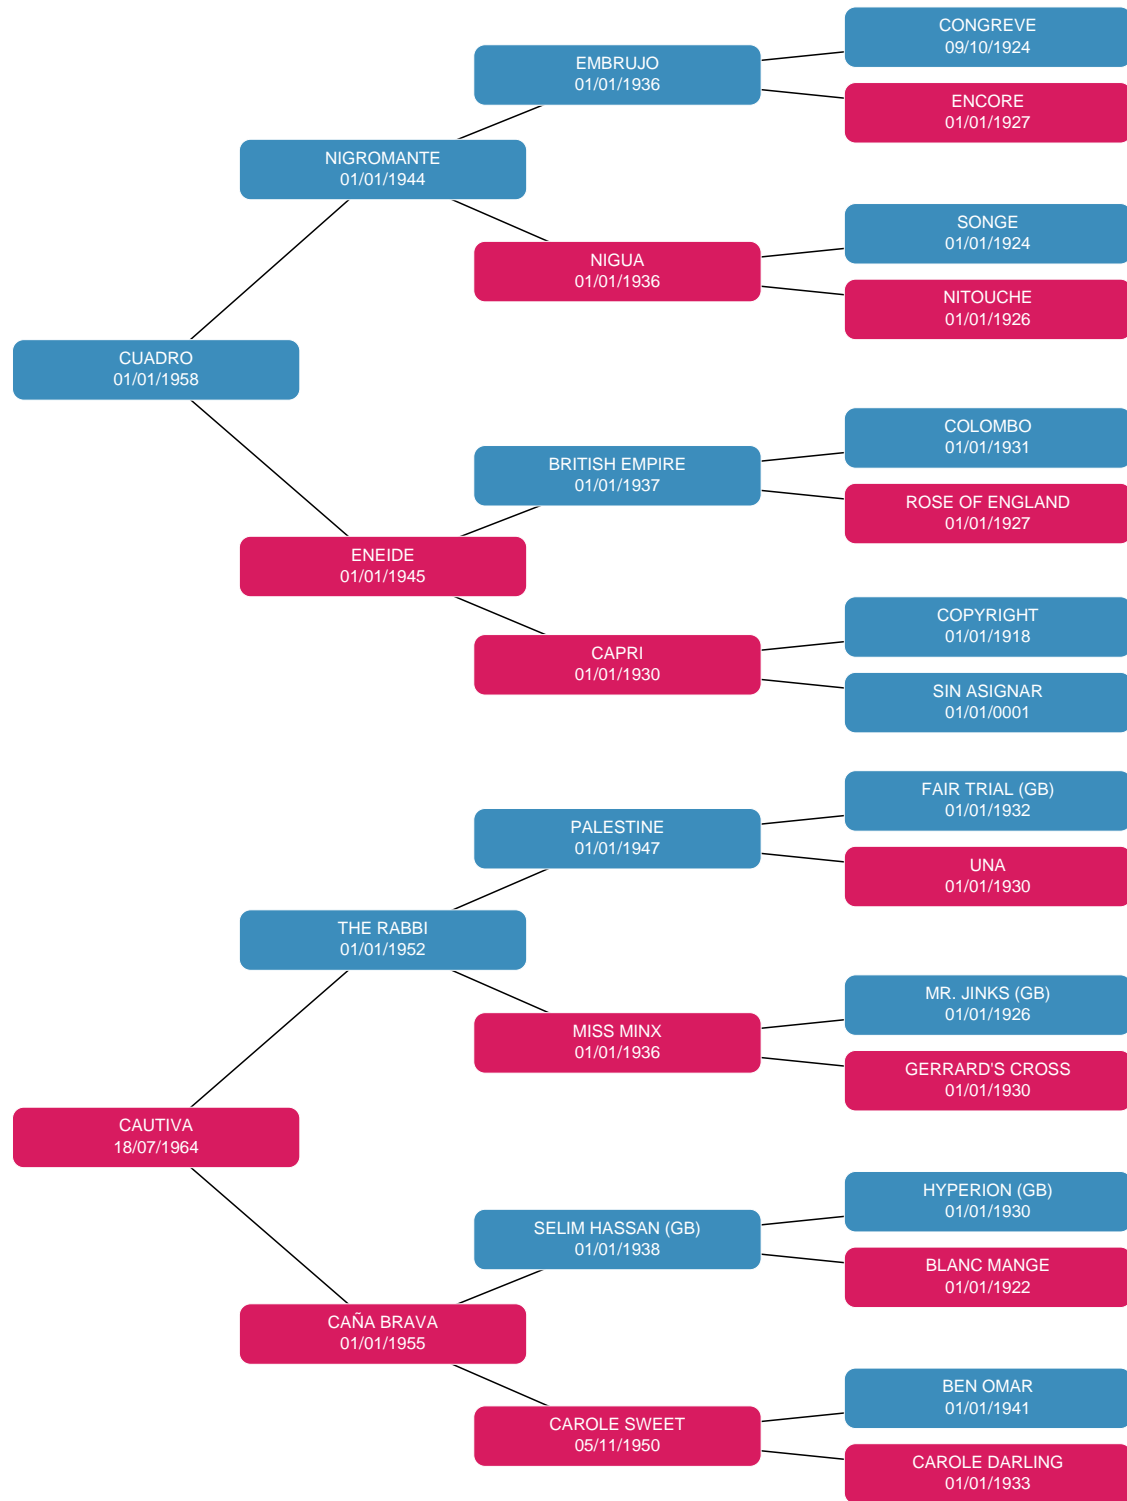 CONGREVE
09/10/1924
EMBRUJO
01/01/1936
ENCORE
01/01/1927
NIGROMANTE
01/01/1944
SONGE
01/01/1924
NIGUA
01/01/1936
NITOUCHE
01/01/1926
CUADRO
01/01/1958
COLOMBO
01/01/1931
BRITISH EMPIRE
01/01/1937
ROSE OF ENGLAND
01/01/1927
ENEIDE
01/01/1945
COPYRIGHT
01/01/1918
CAPRI
01/01/1930
SIN ASIGNAR
01/01/0001
FAIR TRIAL (GB)
01/01/1932
PALESTINE
01/01/1947
UNA
01/01/1930
THE RABBI
01/01/1952
MR. JINKS (GB)
01/01/1926
MISS MINX
01/01/1936
GERRARD'S CROSS
01/01/1930
CAUTIVA
18/07/1964
HYPERION (GB)
01/01/1930
SELIM HASSAN (GB)
01/01/1938
BLANC MANGE
01/01/1922
CAÑA BRAVA
01/01/1955
BEN OMAR
01/01/1941
CAROLE SWEET
05/11/1950
CAROLE DARLING
01/01/1933